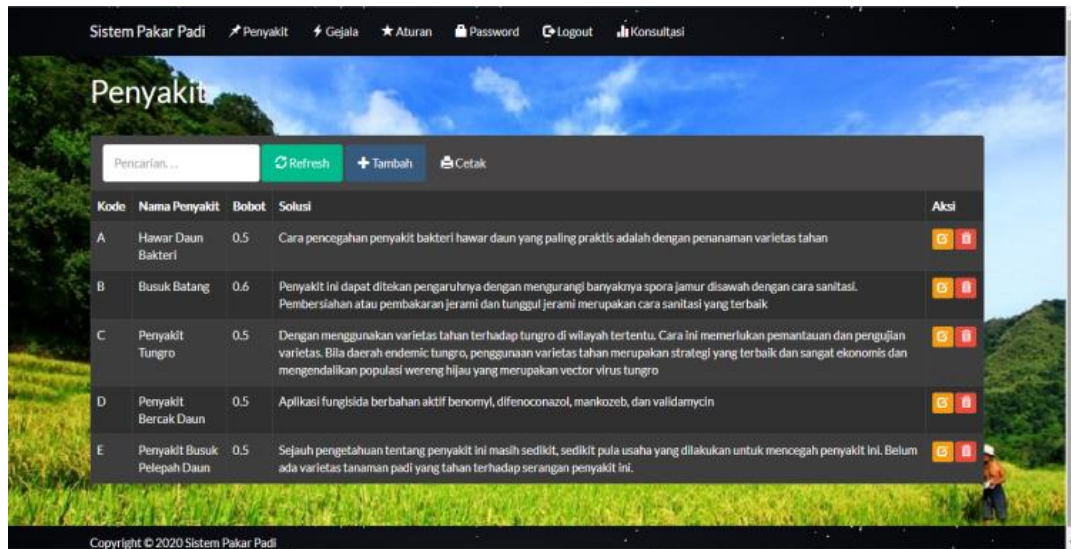 Sistem Pakar Padi Penyakit Gejala Aturan Password Logout Konsultasi
Penyakit
Pencarian... Refresh Tambah Cetak
Kode Nama Penyakit Bobot Solusi Aksi
A Hawar Daun Bakteri 0.5 Cara pencegahan penyakit bakteri hawar daun yang paling praktis adalah dengan penanaman varietas tahan
B Busuk Batang 0.6 Penyakit ini dapat ditekan pengaruhnya dengan mengurangi banyaknya spora jamur disawah dengan cara sanitasi.
Pembersiahan atau pembakaran jerami dan tunggul jerami merupakan cara sanitasi yang terbaik
C Penyakit Tungro 0.5 Dengan menggunakan varietas tahan terhadap tungro di wilayah tertentu. Cara ini memerlukan pemantauan dan pengujian
varietas. Bila daerah endemic tungro, penggunaan varietas tahan merupakan strategi yang terbaik dan sangat ekonomis dan
mengendalikan populasi wereng hijau yang merupakan vector virus tungro
D Penyakit Bercak Daun 0.5 Aplikasi fungisida berbahan aktif benomyl, difenoconazol, mankozeb, dan validamycin
E Penyakit Busuk Pelepah Daun 0.5 Sejauh pengetahuan tentang penyakit ini masih sedikit, sedikit pula usaha yang dilakukan untuk mencegah penyakit ini. Belum
ada varietas tanaman padi yang tahan terhadap serangan penyakit ini.
Copyright © 2020 Sistem Pakar Padi